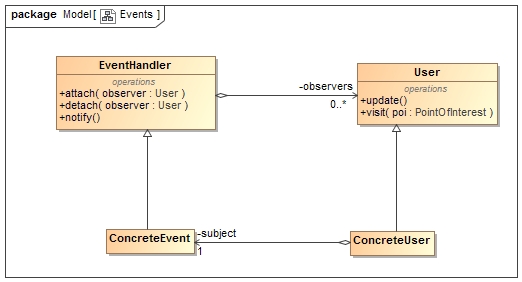 package Model [ Events ]
EventHandler
operations
+attach( observer : User )
+detach( observer : User )
+notify()
-observers
0..*
User
operations
+update()
+visit( poi : PointOfInterest )
ConcreteEvent
-subject
1
ConcreteUser